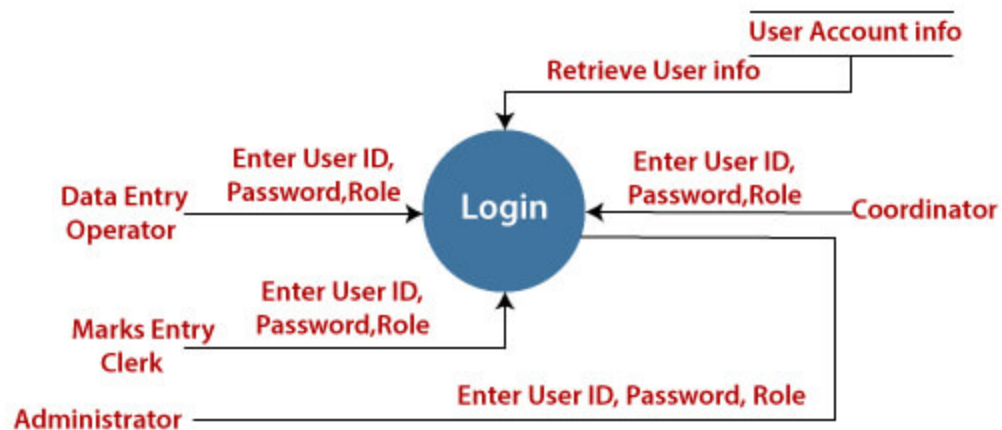 User Account info
Retrieve User info
Enter User ID,
Password,Role
Data Entry
Operator
Login
Enter User ID,
Password,Role
Coordinator
Enter User ID,
Password,Role
Marks Entry
Clerk
Enter User ID, Password, Role
Administrator